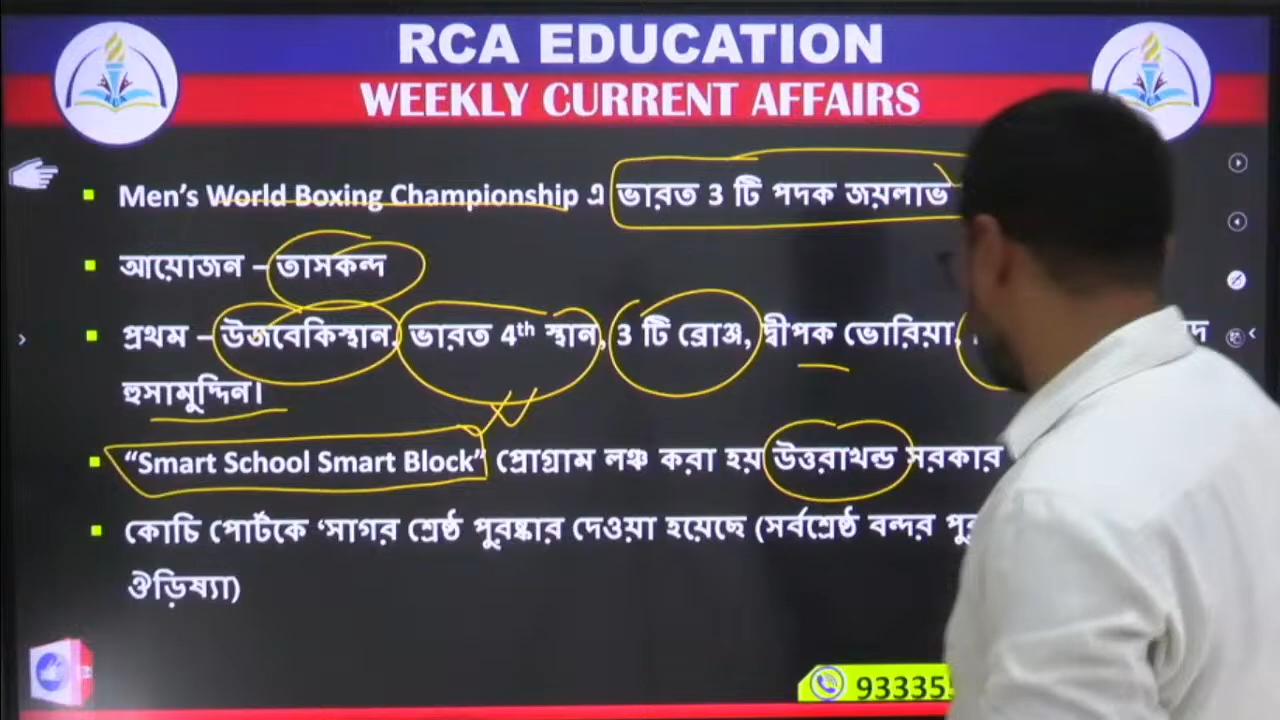 RCA EDUCATION
WEEKLY CURRENT AFFAIRS
Men's World Boxing Championship এ ভারত 3 টি পদক জয়লাভ
আয়োজন – তাসকন্দ
প্রথম – উজবেকিস্থান, ভারত 4th স্থান, 3 টি ব্রোঞ্জ, দ্বীপক ভোরিয়া,
হুসামুদ্দিন।
"Smart School Smart Block" প্রোগ্রাম লঞ্চ করা হয় উত্তরাখন্ড সরকার
কোচি পোর্টকে 'সাগর শ্রেষ্ঠ পুরষ্কার দেওয়া হয়েছে (সর্বশ্রেষ্ঠ বন্দর
ঔড়িষ্যা)